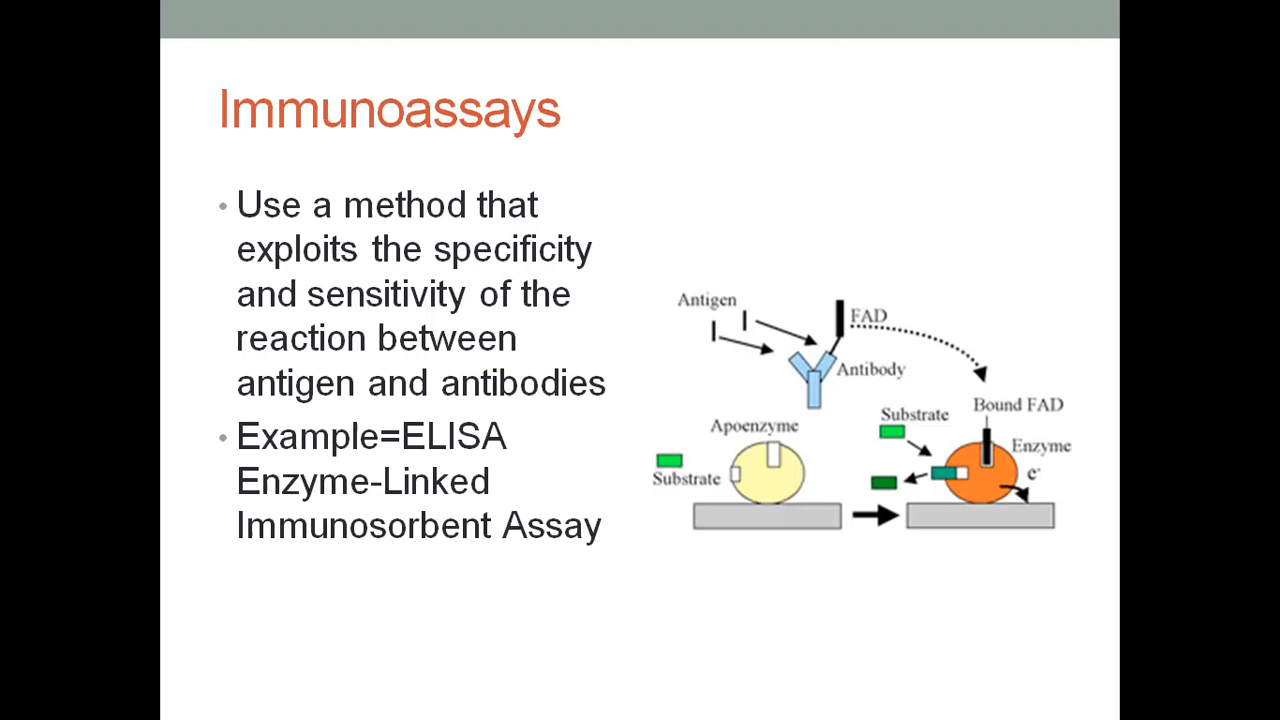 Immunoassays
• Use a method that
exploits the specificity
and sensitivity of the
reaction between
antigen and antibodies
• Example=ELISA
Enzyme-Linked
Immunosorbent Assay
Antigen
FAD
Antibody
Bound FAD
Substrate
Apoenzyme
Enzyme
Substrate
e-